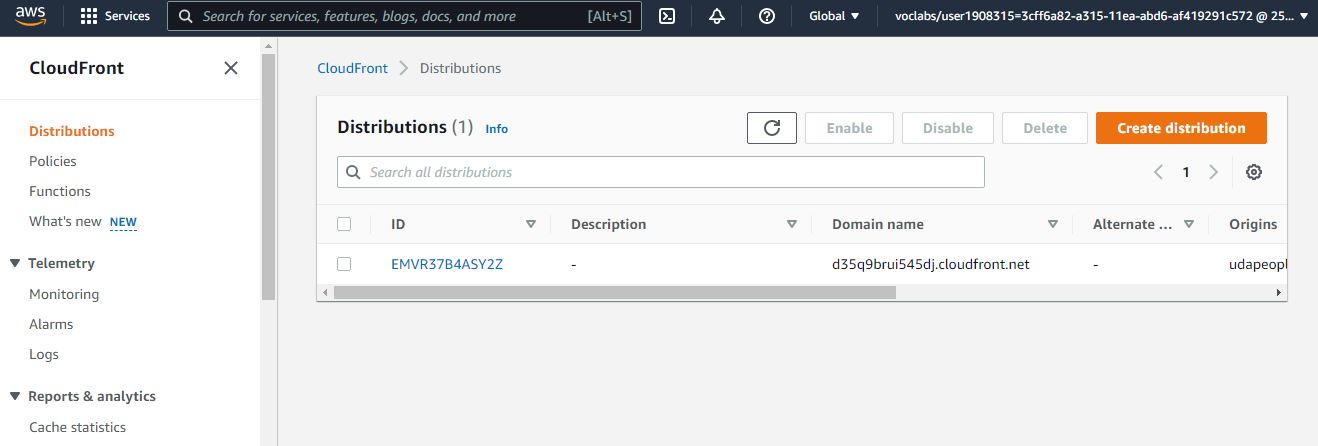 aws Services Search for services, features, blogs, docs, and more [Alt+S] Global voclabs/user1908315=3cff6a82-a315-11ea-abd6-af419291c572 @ 25...
CloudFront
Distributions
Policies
Functions
What's new NEW
Telemetry
Monitoring
Alarms
Logs
Reports & analytics
Cache statistics
CloudFront Distributions
Distributions (1) Info Enable Disable Delete Create distribution
Search all distributions 1
ID Description Domain name Alternate ... Origins
EMVR37B4ASY2Z - d35q9brui545dj.cloudfront.net - udapeopl